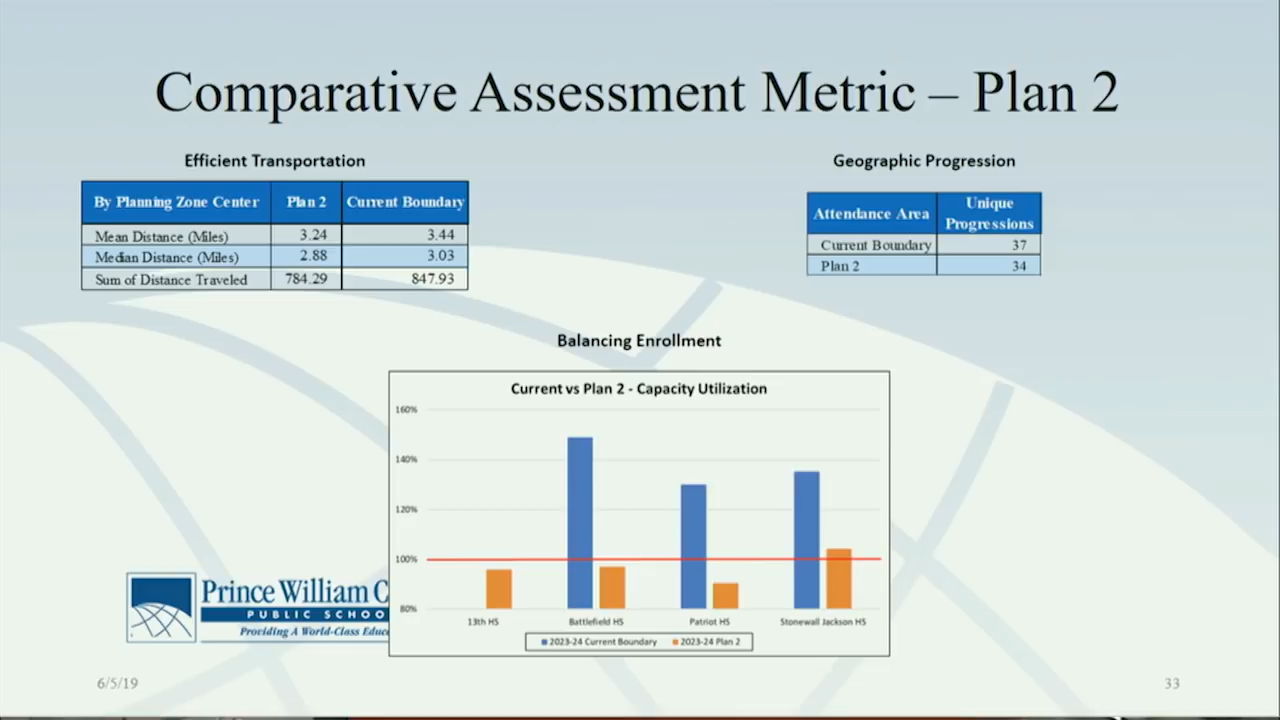 Comparative Assessment Metric – Plan 2
Efficient Transportation
By Planning Zone Center Plan 2 Current Boundary
Mean Distance (Miles) 3.24 3.44
Median Distance (Miles) 2.88 3.03
Sum of Distance Traveled 784.29 847.93
Geographic Progression
Attendance Area Unique Progressions
Current Boundary 37
Plan 2 34
Balancing Enrollment
Current vs Plan 2 - Capacity Utilization
160%
140%
120%
100%
80%
13th HS Battlefield HS Patriot HS Stonewall Jackson HS
2023-24 Current Boundary 2023-24 Plan 2
Prince William C
PUBLIC SCHOO
Providing A World-Class Educ
6/5/19
33